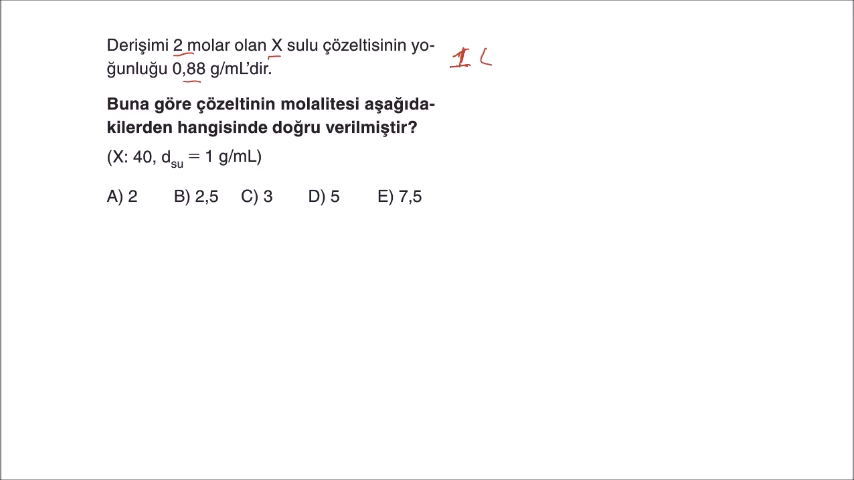 Derişimi 2 molar olan X sulu çözeltisinin yo-
ğunluğu 0,88 g/mL'dir.
1 L
Buna göre çözeltinin molalitesi aşağıda-
kilerden hangisinde doğru verilmiştir?
(X: 40, dsu = 1 g/mL)
A) 2 B) 2,5 C) 3 D) 5 E) 7,5